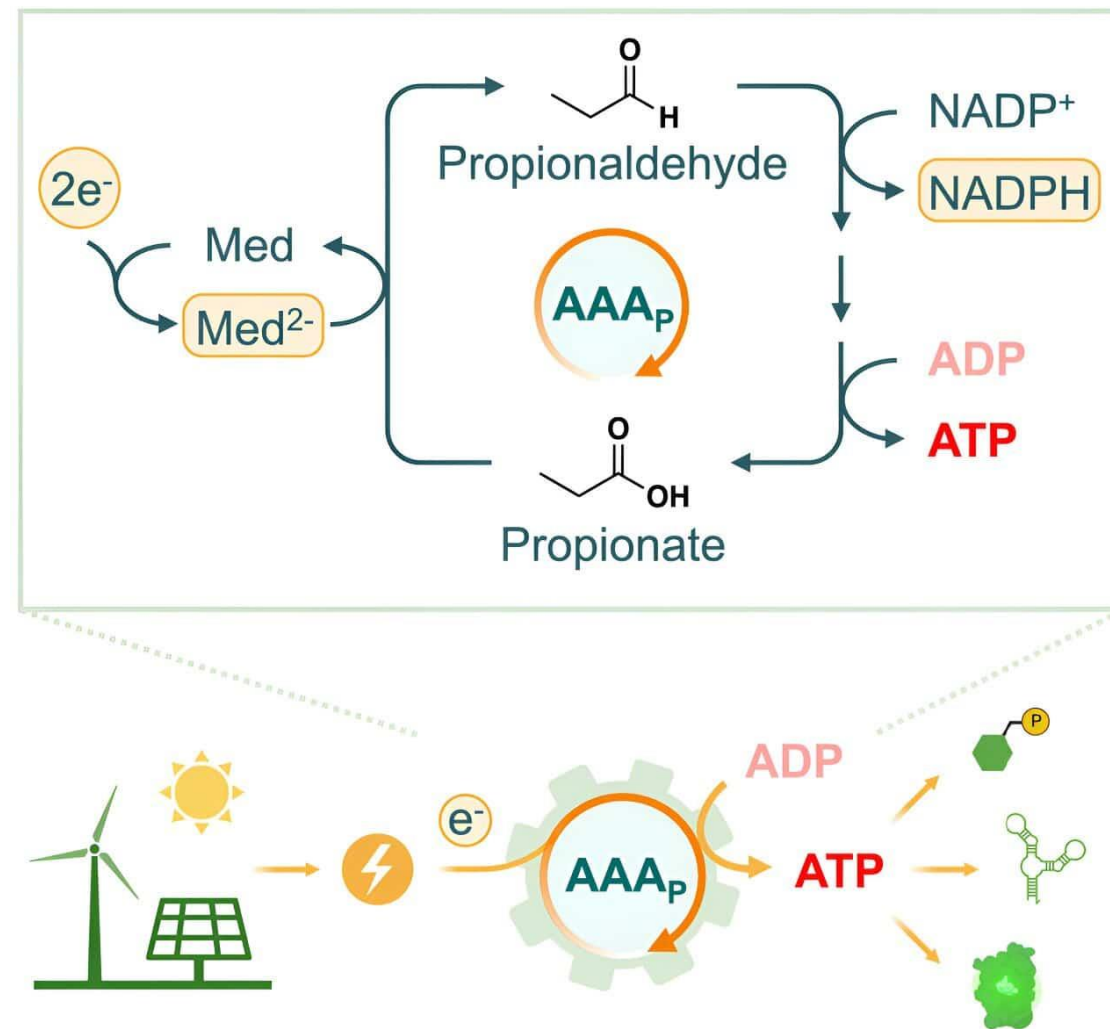 O
H
Propionaldehyde
NADP⁺
NADPH
2e⁻
Med
Med²⁻
AAAₚ
ADP
ATP
O
OH
Propionate
ADP
P
e⁻
AAAₚ
ATP